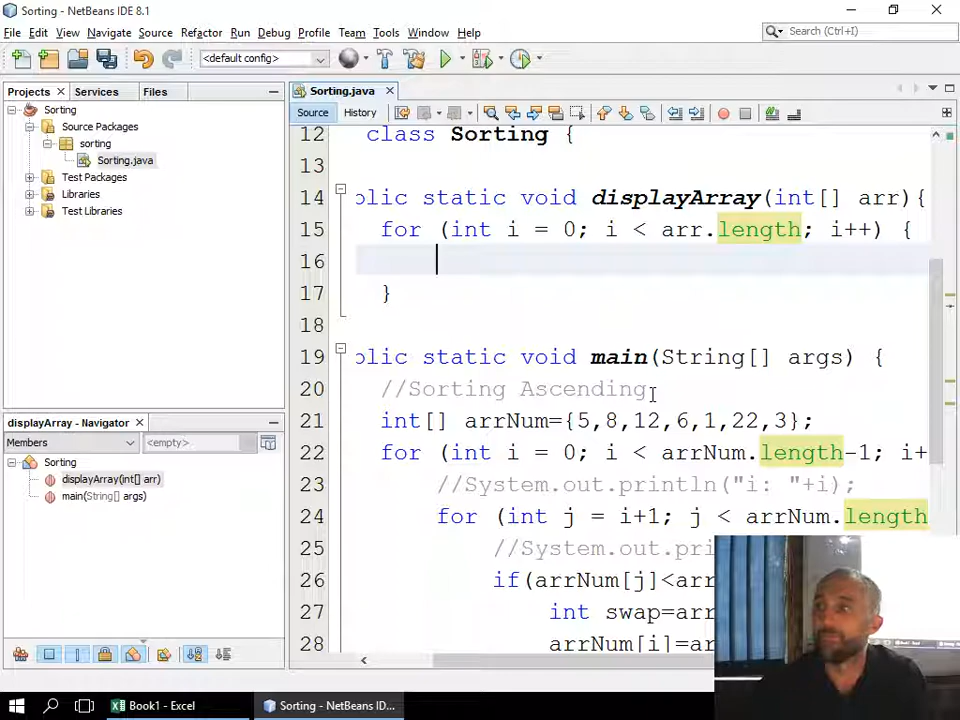 Sorting - NetBeans IDE 8.1
File Edit View Navigate Source Refactor Run Debug Profile Team Tools Window Help
Search (Ctrl+I)
<default config>
Projects Services Files
Sorting
Source Packages
sorting
Sorting.java
Test Packages
Libraries
Test Libraries
displayArray - Navigator
Members
<empty>
Sorting
displayArray(int[] arr)
main(String[] args)
Sorting.java
Source History
12 class Sorting {
13
14 blic static void displayArray(int[] arr){
15 for (int i = 0; i < arr.length; i++) {
16
17 }
18
19 blic static void main(String[] args) {
20 //Sorting Ascending
21 int[] arrNum={5,8,12,6,1,22,3};
22 for (int i = 0; i < arrNum.length-1; i+
23 //System.out.println("i: "+i);
24 for (int j = i+1; j < arrNum.length
25 //System.out.pri
26 if(arrNum[j]<arr
27 int swap=arr
28 arrNum[i]=ar
Book1 - Excel
Sorting - NetBeans ID...